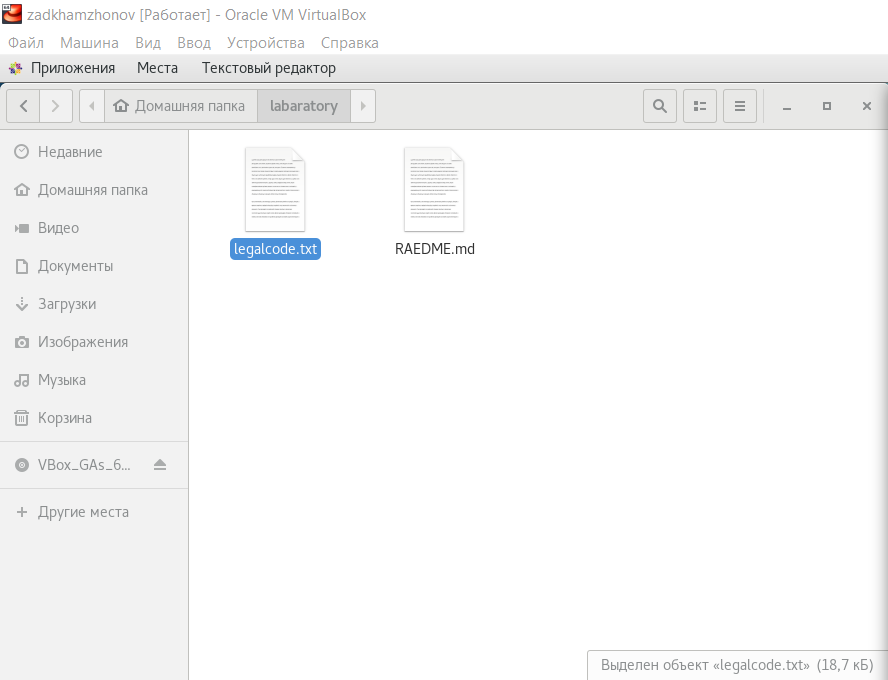 zadkhamzhonov [Работает] - Oracle VM VirtualBox
Файл Машина Вид Ввод Устройства Справка
Приложения Места Текстовый редактор
Домашняя папка labaratory
Недавние
Домашняя папка
Видео
Документы
Загрузки
Изображения
Музыка
Корзина
VBox_GAs_6...
Другие места
legalcode.txt RAEDME.md
Выделен объект «legalcode.txt» (18,7 кБ)